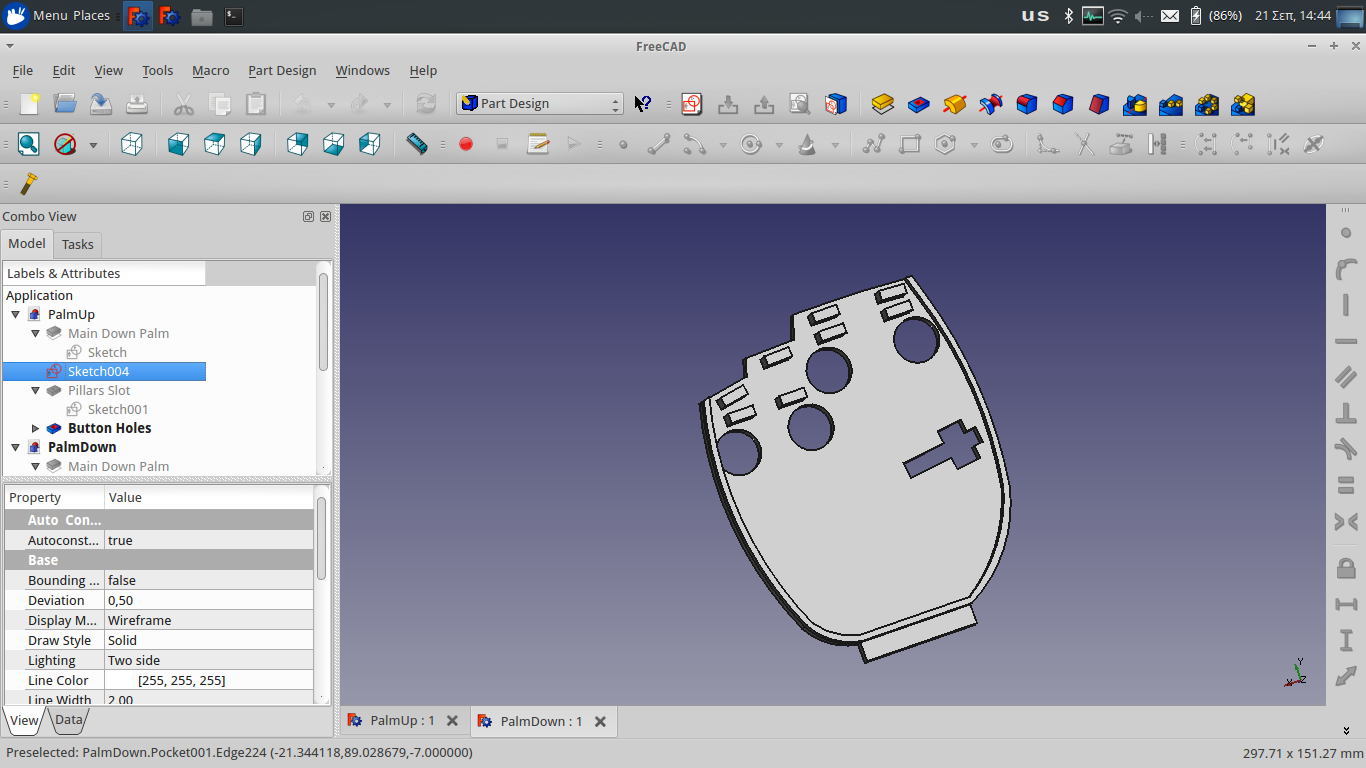 Menu Places us (86%) 21 Σεπ, 14:44
FreeCAD
File Edit View Tools Macro Part Design Windows Help
Part Design
Combo View
Model Tasks
Labels & Attributes
Application
PalmUp
Main Down Palm
Sketch
Sketch004
Pillars Slot
Sketch001
Button Holes
PalmDown
Main Down Palm
Property Value
Auto Con...
Autoconst... true
Base
Bounding ... false
Deviation 0,50
Display M... Wireframe
Draw Style Solid
Lighting Two side
Line Color [255, 255, 255]
Line Width 2,00
View Data
PalmUp : 1 PalmDown : 1
Y
Z
Preselected: PalmDown.Pocket001.Edge224 (-21.344118,89.028679,-7.000000) 297.71 x 151.27 mm